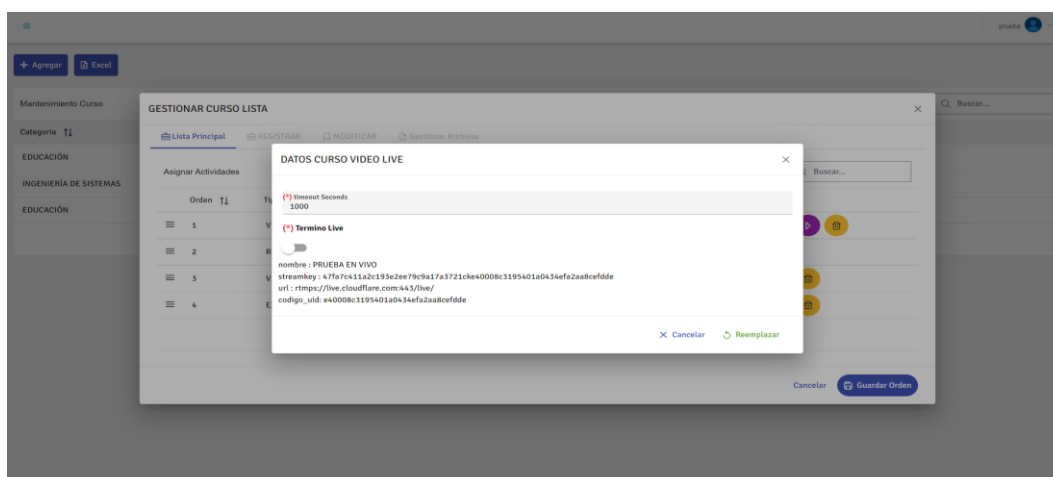 prueba
+ Agregar
Excel
Mantenimiento Curso
Buscar...
Categoría
EDUCACIÓN
INGENIERÍA DE SISTEMAS
EDUCACIÓN
GESTIONAR CURSO LISTA
Lista Principal REGISTRAR MODIFICAR Gestionar Archivos
Asignar Actividades
Buscar...
Orden
1 V
2 R
3 V
4 E
DATOS CURSO VIDEO LIVE
(*) timeout Seconds
1000
(*) Termino Live
nombre : PRUEBA EN VIVO
streamkey : 47fa7c411a2c193e2ee79c9a17a3721cke40008c3195401a0434efa2aa8cefdde
url : rtmps://live.cloudflare.com:443/live/
codigo_uid: e40008c3195401a0434efa2aa8cefdde
Cancelar Reemplazar
Cancelar Guardar Orden